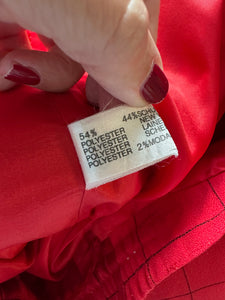 54% 44% SCHU
POLYESTER NEW
POLYESTER LAINE
POLYESTER SCHE
POLYESTER 2% MODA